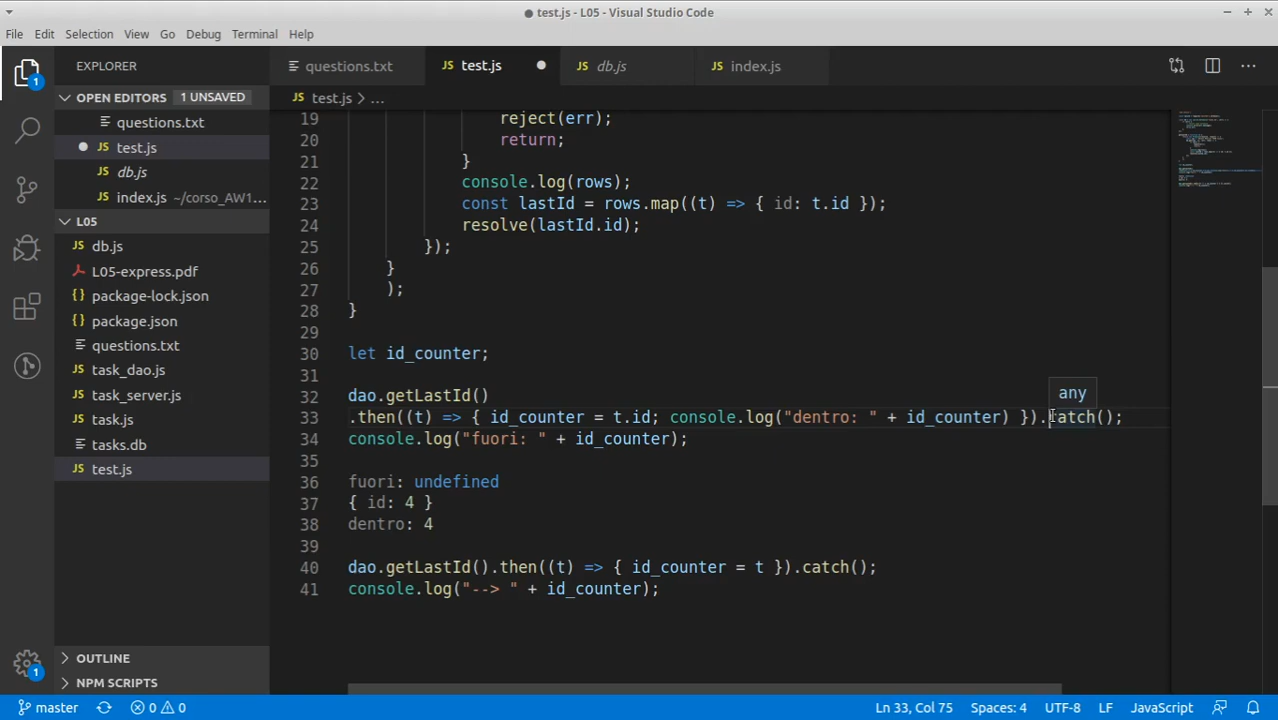 test.js - L05 - Visual Studio Code
File Edit Selection View Go Debug Terminal Help
EXPLORER
OPEN EDITORS 1 UNSAVED
questions.txt
test.js
db.js
index.js ~/corso_AW1...
L05
db.js
L05-express.pdf
package-lock.json
package.json
questions.txt
task_dao.js
task_server.js
task.js
tasks.db
test.js
OUTLINE
NPM SCRIPTS
questions.txt JS test.js JS db.js JS index.js
JS test.js > ...
19 reject(err);
20 return;
21 }
22 console.log(rows);
23 const lastId = rows.map((t) => { id: t.id });
24 resolve(lastId.id);
25 });
26 }
27 );
28 }
29
30 let id_counter;
31
32 dao.getLastId()
any
33 .then((t) => { id_counter = t.id; console.log("dentro: " + id_counter) }).catch();
34 console.log("fuori: " + id_counter);
35
36 fuori: undefined
37 { id: 4 }
38 dentro: 4
39
40 dao.getLastId().then((t) => { id_counter = t }).catch();
41 console.log("--> " + id_counter);
master 0 0 Ln 33, Col 75 Spaces: 4 UTF-8 LF JavaScript